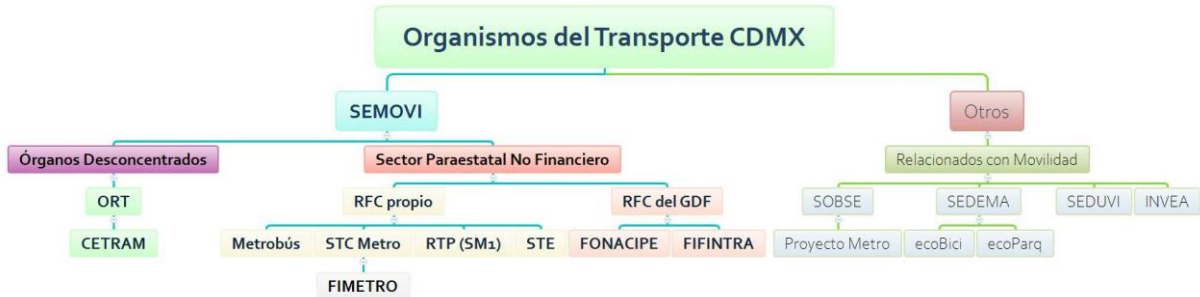 Organismos del Transporte CDMX
SEMOVI
Otros
Órganos Desconcentrados
Sector Paraestatal No Financiero
Relacionados con Movilidad
ORT
RFC propio
RFC del GDF
SOBSE
SEDEMA
SEDUVI
INVEA
CETRAM
Metrobús
STC Metro
RTP (SM1)
STE
FONACIPE
FIFINTRA
Proyecto Metro
ecoBici
ecoParq
FIMETRO